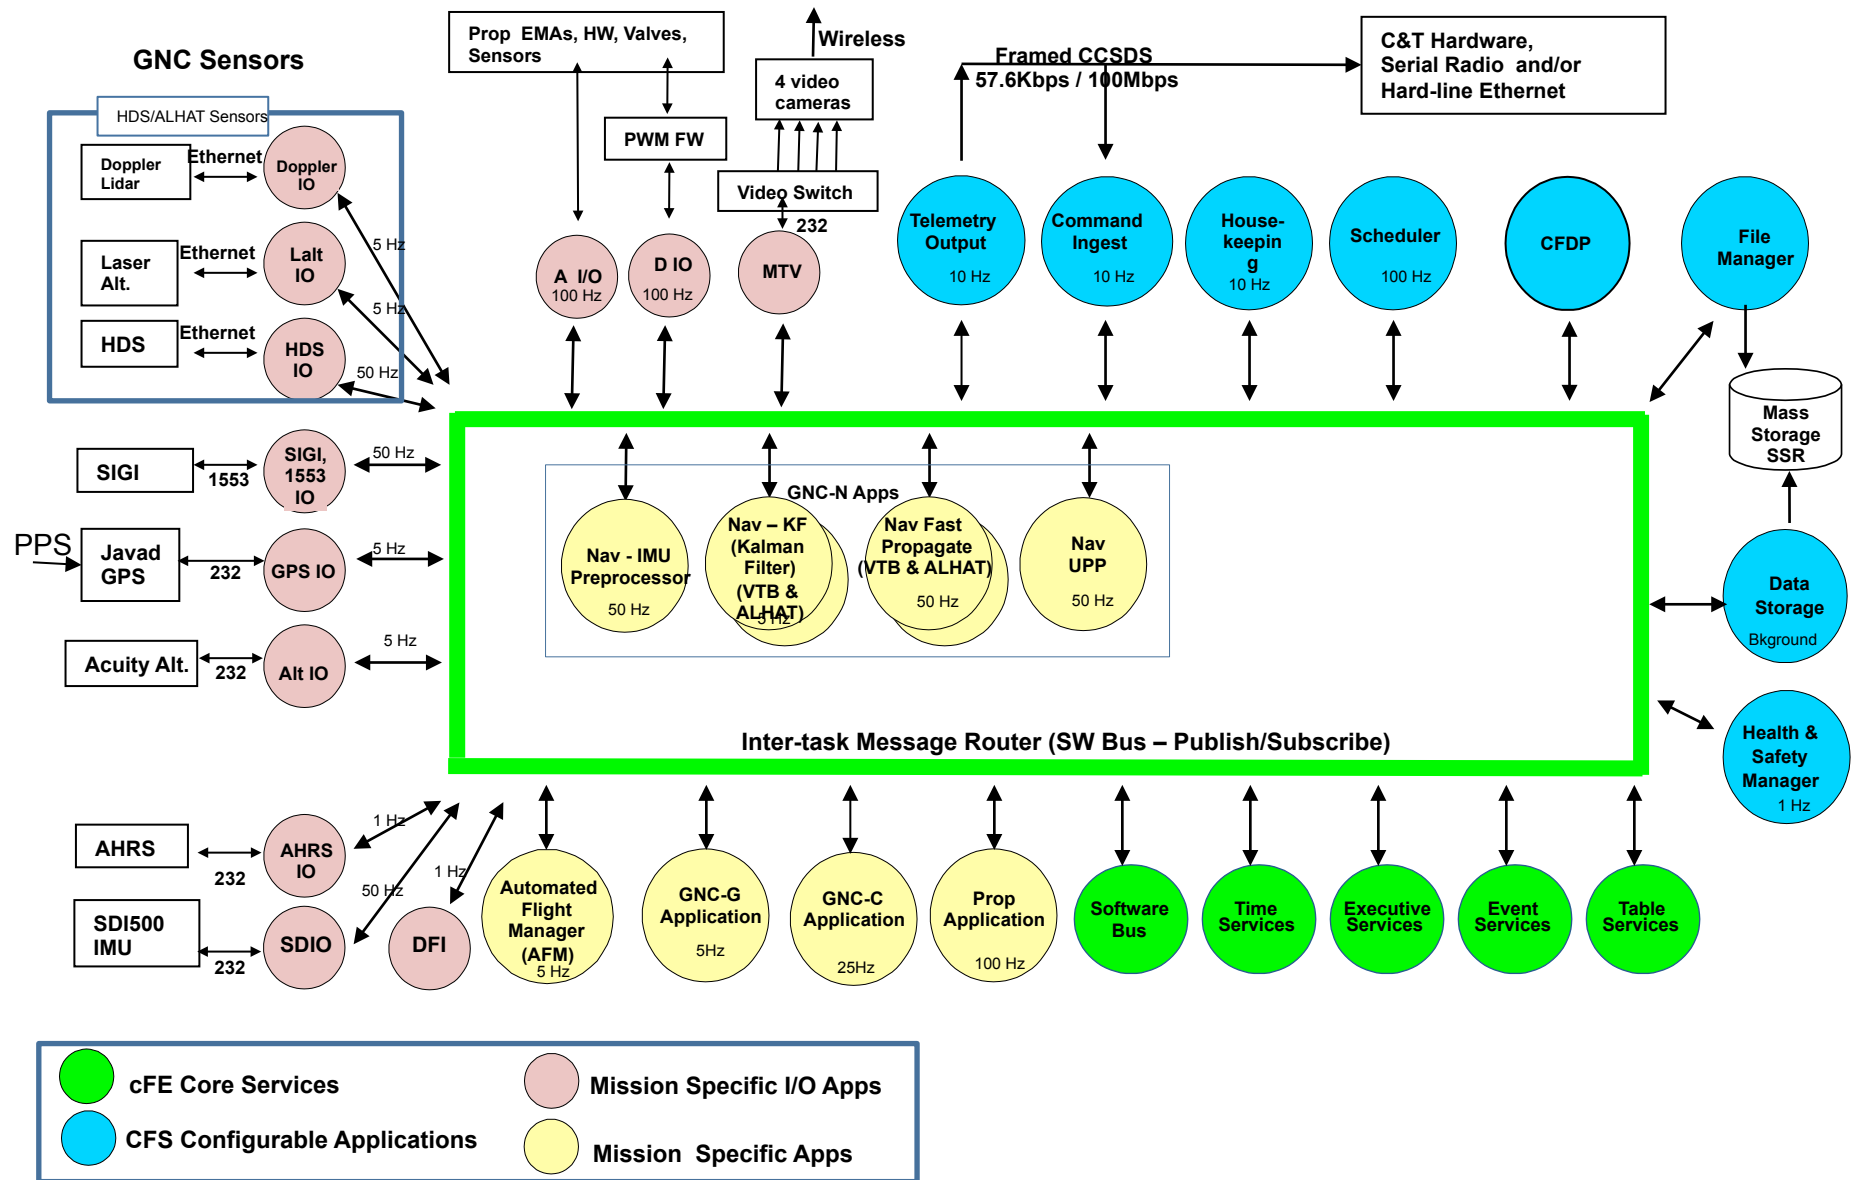 GNC Sensors
HDS/ALHAT Sensors
Doppler
Lidar
Ethernet
Doppler
IO
5 Hz
Laser
Alt.
Ethernet
Lalt
IO
5 Hz
HDS
Ethernet
HDS
IO
50 Hz
SIGI
1553
SIGI,
1553
IO
50 Hz
PPS
Javad
GPS
232
GPS IO
5 Hz
Acuity Alt.
232
Alt IO
5 Hz
AHRS
232
AHRS
IO
1 Hz
SDI500
IMU
232
SDIO
50 Hz
DFI
1 Hz
Prop EMAs, HW, Valves,
Sensors
PWM FW
A I/O
100 Hz
D IO
100 Hz
Wireless
4 video
cameras
Video Switch
232
MTV
Framed CCSDS
57.6Kbps / 100Mbps
C&T Hardware,
Serial Radio and/or
Hard-line Ethernet
Telemetry
Output
10 Hz
Command
Ingest
10 Hz
House-
keepin
g
10 Hz
Scheduler
100 Hz
CFDP
File
Manager
Mass
Storage
SSR
Data
Storage
Bkground
Health &
Safety
Manager
1 Hz
GNC-N Apps
Nav - IMU
Preprocessor
50 Hz
Nav – KF
(Kalman
Filter)
(VTB &
ALHAT)
5 Hz
Nav Fast
Propagate
(VTB & ALHAT)
50 Hz
Nav
UPP
50 Hz
Inter-task Message Router (SW Bus – Publish/Subscribe)
Automated
Flight
Manager
(AFM)
5 Hz
GNC-G
Application
5Hz
GNC-C
Application
25Hz
Prop
Application
100 Hz
Software
Bus
Time
Services
Executive
Services
Event
Services
Table
Services
cFE Core Services
CFS Configurable Applications
Mission Specific I/O Apps
Mission Specific Apps